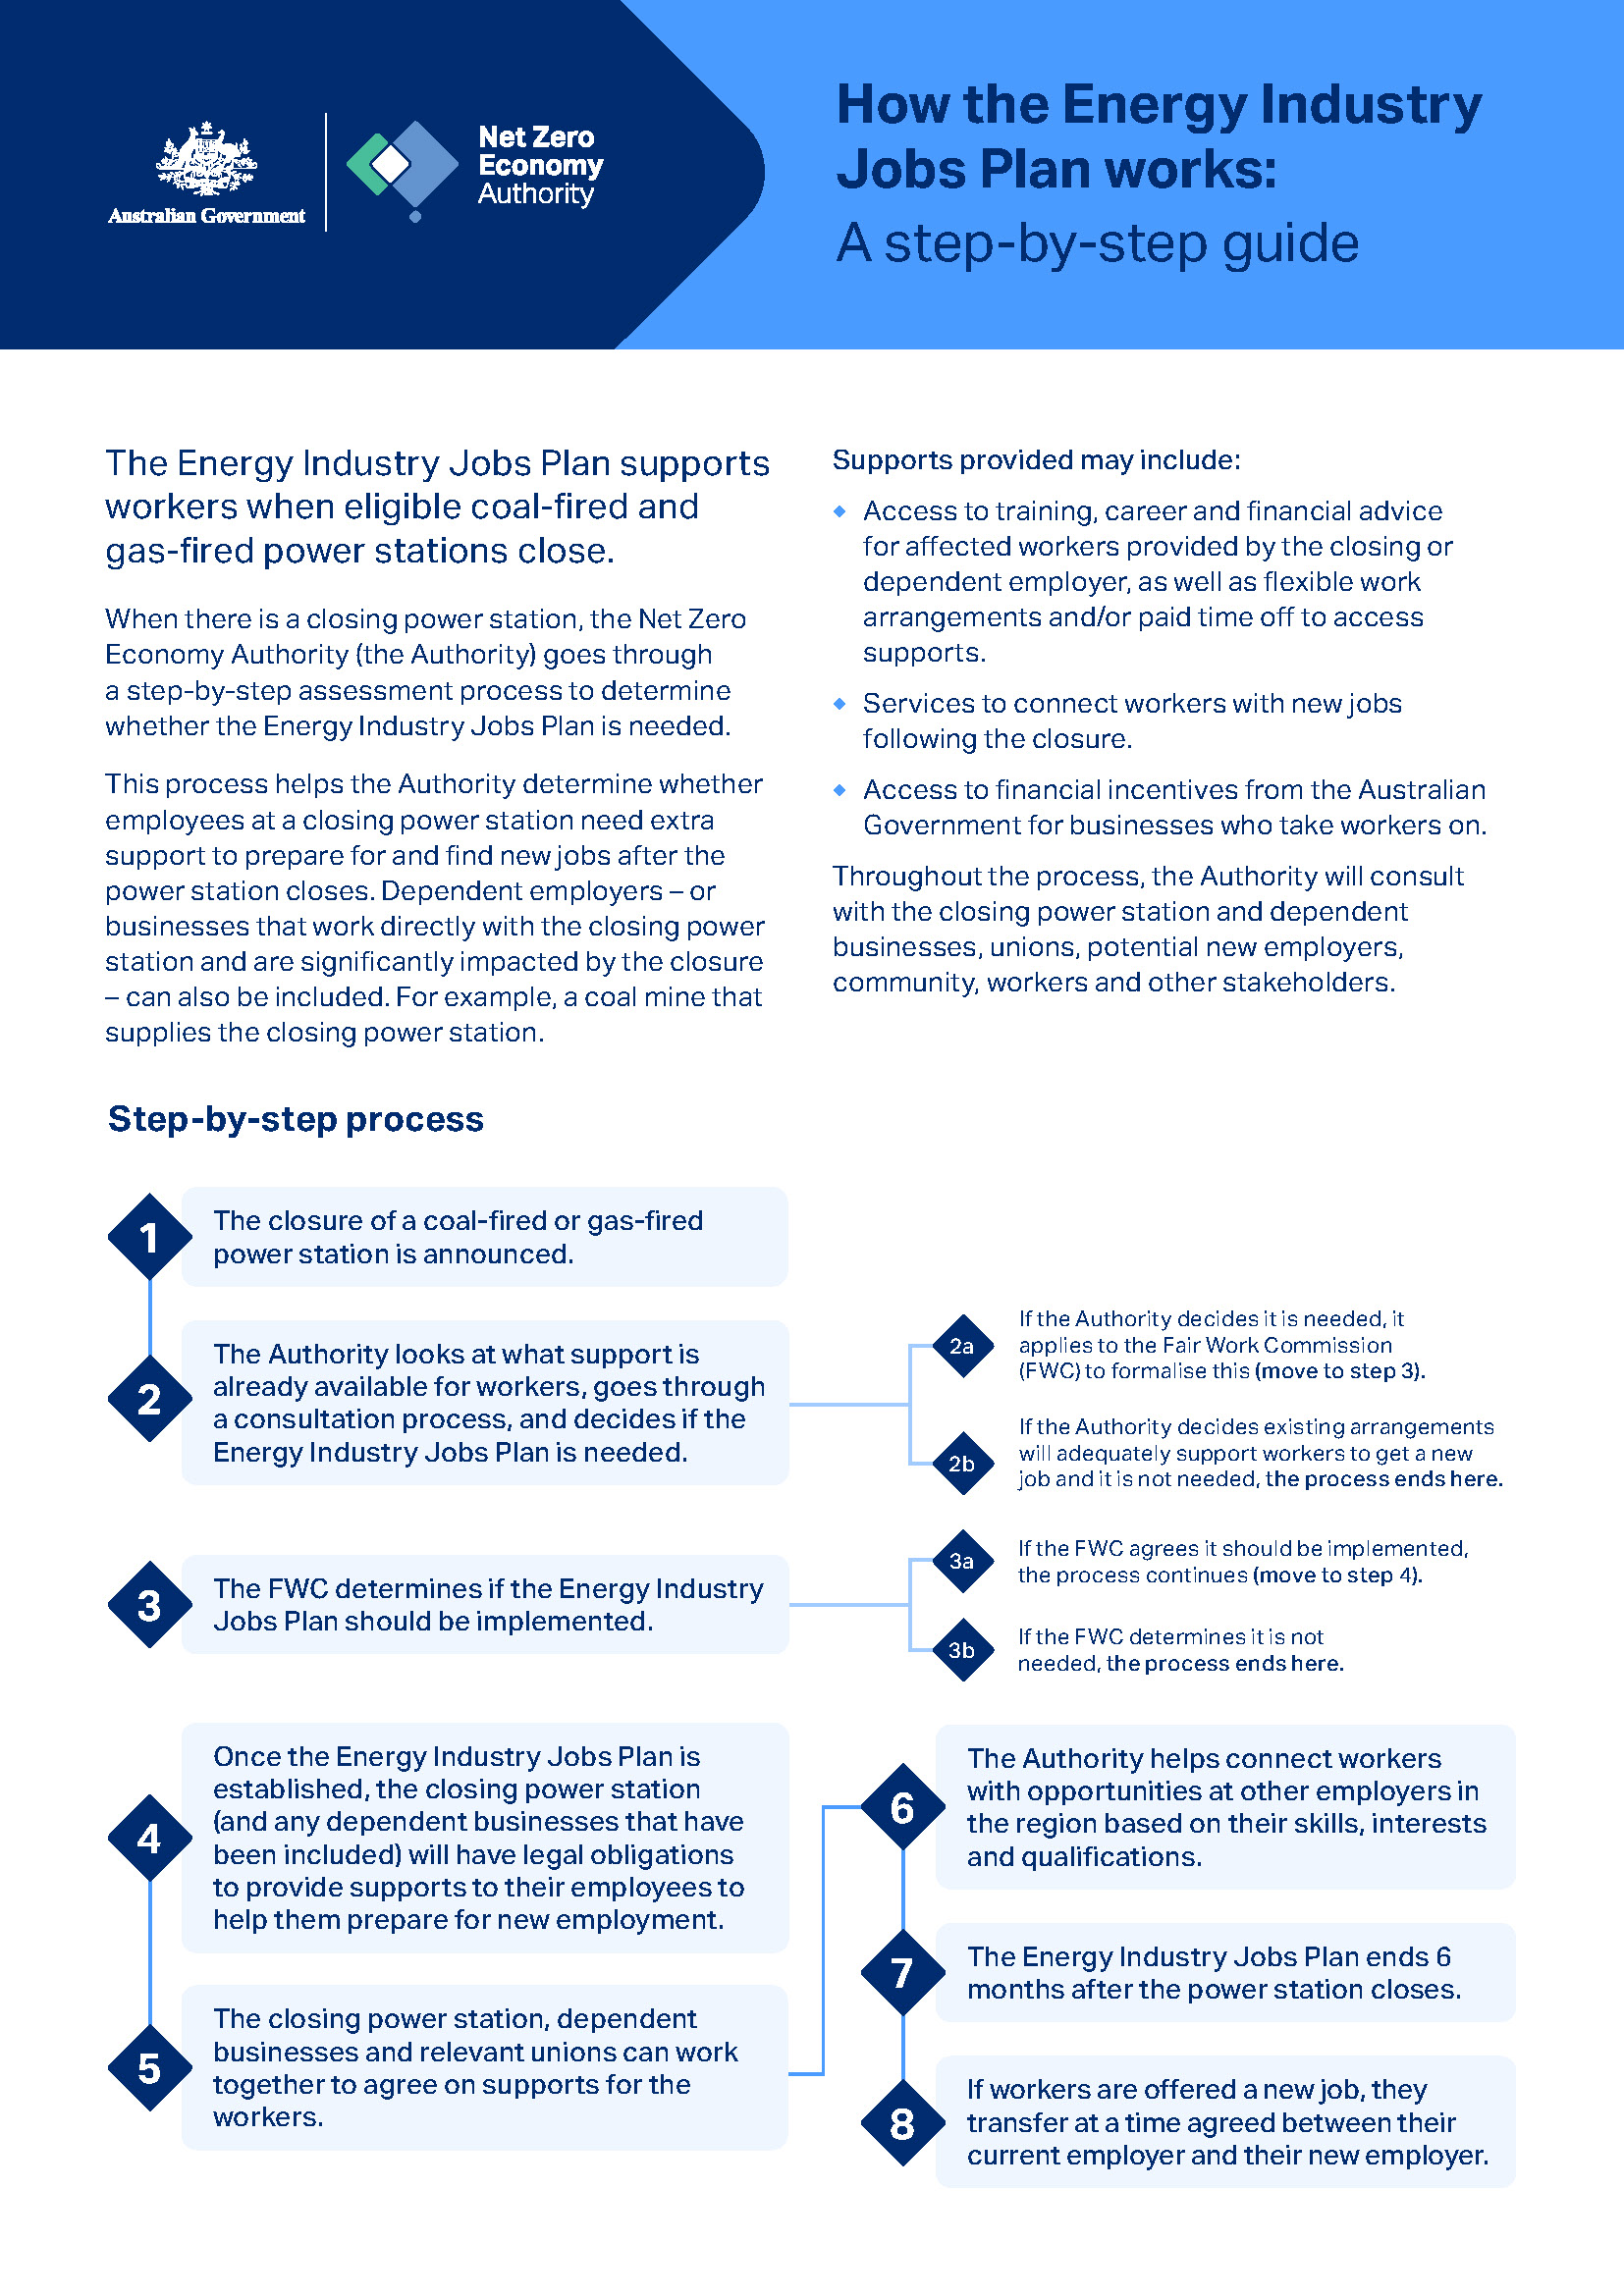 Australian Government
Net Zero
Economy
Authority
How the Energy Industry
Jobs Plan works:
A step-by-step guide
The Energy Industry Jobs Plan supports
workers when eligible coal-fired and
gas-fired power stations close.
When there is a closing power station, the Net Zero
Economy Authority (the Authority) goes through
a step-by-step assessment process to determine
whether the Energy Industry Jobs Plan is needed.
This process helps the Authority determine whether
employees at a closing power station need extra
support to prepare for and find new jobs after the
power station closes. Dependent employers – or
businesses that work directly with the closing power
station and are significantly impacted by the closure
– can also be included. For example, a coal mine that
supplies the closing power station.
Supports provided may include:
Access to training, career and financial advice
for affected workers provided by the closing or
dependent employer, as well as flexible work
arrangements and/or paid time off to access
supports.
Services to connect workers with new jobs
following the closure.
Access to financial incentives from the Australian
Government for businesses who take workers on.
Throughout the process, the Authority will consult
with the closing power station and dependent
businesses, unions, potential new employers,
community, workers and other stakeholders.
Step-by-step process
1
The closure of a coal-fired or gas-fired
power station is announced.
2
The Authority looks at what support is
already available for workers, goes through
a consultation process, and decides if the
Energy Industry Jobs Plan is needed.
2a
If the Authority decides it is needed, it
applies to the Fair Work Commission
(FWC) to formalise this (move to step 3).
2b
If the Authority decides existing arrangements
will adequately support workers to get a new
job and it is not needed, the process ends here.
3
The FWC determines if the Energy Industry
Jobs Plan should be implemented.
3a
If the FWC agrees it should be implemented,
the process continues (move to step 4).
3b
If the FWC determines it is not
needed, the process ends here.
4
Once the Energy Industry Jobs Plan is
established, the closing power station
(and any dependent businesses that have
been included) will have legal obligations
to provide supports to their employees to
help them prepare for new employment.
5
The closing power station, dependent
businesses and relevant unions can work
together to agree on supports for the
workers.
6
The Authority helps connect workers
with opportunities at other employers in
the region based on their skills, interests
and qualifications.
7
The Energy Industry Jobs Plan ends 6
months after the power station closes.
8
If workers are offered a new job, they
transfer at a time agreed between their
current employer and their new employer.